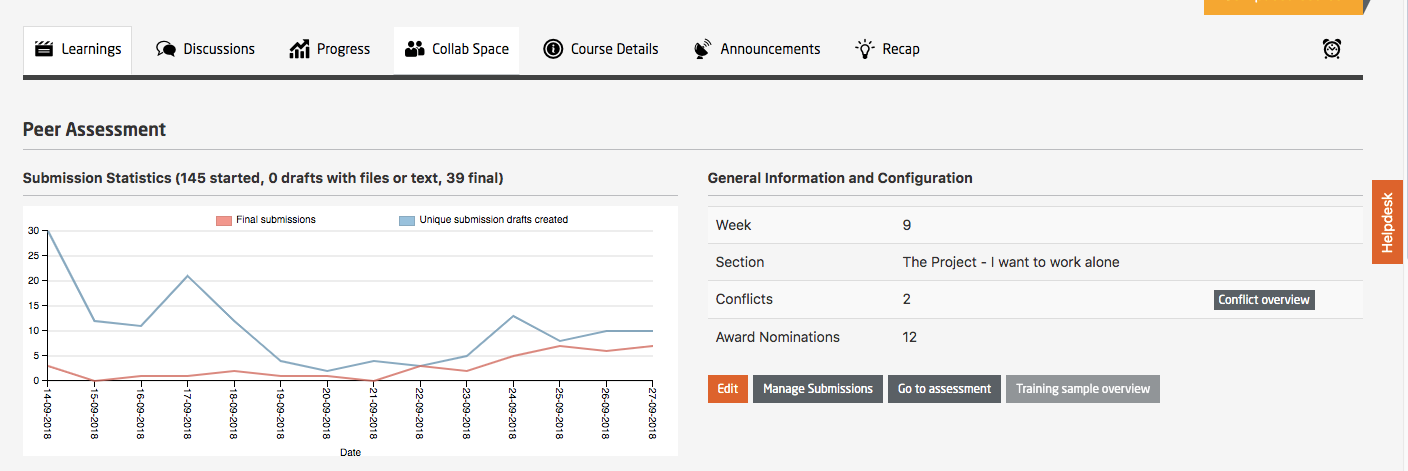 Learnings
Discussions
Progress
Collab Space
Course Details
Announcements
Recap
Peer Assessment
Submission Statistics (145 started, 0 drafts with files or text, 39 final)
Final submissions
Unique submission drafts created
30
25
20
15
10
5
0
14-09-2018
15-09-2018
16-09-2018
17-09-2018
18-09-2018
19-09-2018
20-09-2018
21-09-2018
22-09-2018
23-09-2018
24-09-2018
25-09-2018
26-09-2018
27-09-2018
Date
General Information and Configuration
Week 9
Section The Project - I want to work alone
Conflicts 2 Conflict overview
Award Nominations 12
Edit
Manage Submissions
Go to assessment
Training sample overview
Helpdesk